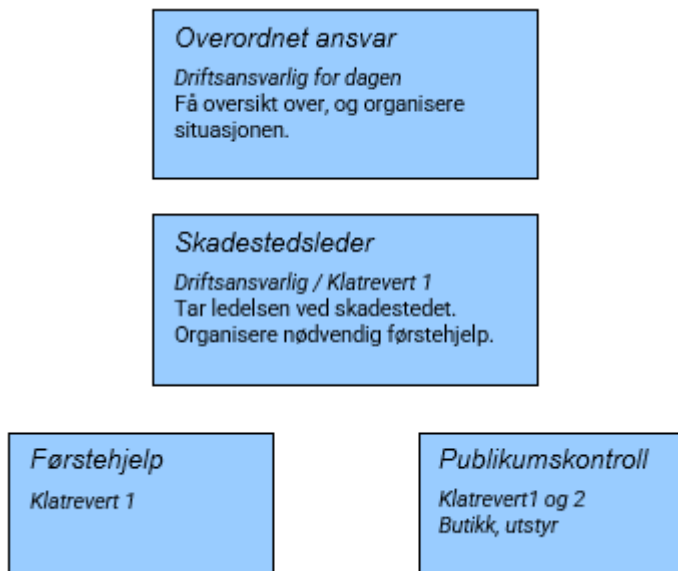 Overordnet ansvar
Driftsansvarlig for dagen
Få oversikt over, og organisere
situasjonen.
Skadestedsleder
Driftsansvarlig / Klatrevert 1
Tar ledelsen ved skadestedet.
Organisere nødvendig førstehjelp.
Førstehjelp
Klatrevert 1
Publikumskontroll
Klatrevert1 og 2
Butikk, utstyr